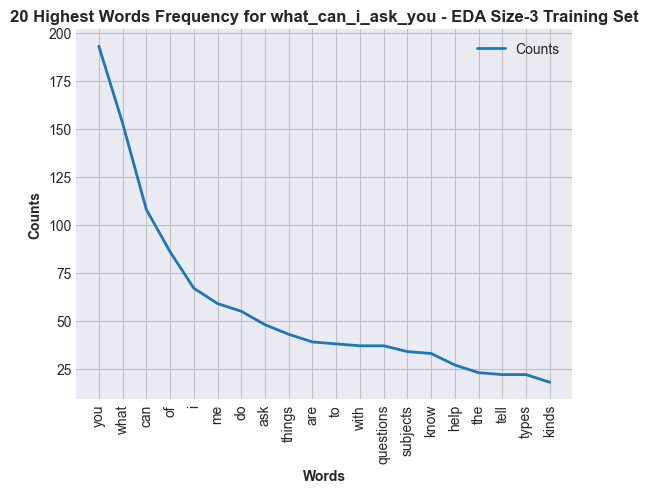 20 Highest Words Frequency for what_can_i_ask_you - EDA Size-3 Training Set
Counts
200
175
150
125
100
75
50
25
Counts
you
what
can
of
i
me
do
ask
things
are
to
with
questions
subjects
know
help
the
tell
types
kinds
Words